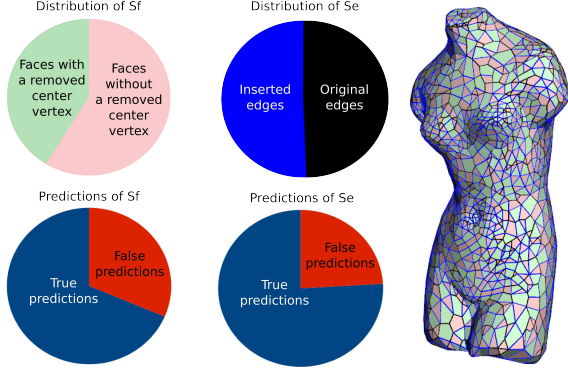 Distribution of Sf
Distribution of Se
Faces with
a removed
center
vertex
Faces
without
a removed
center
vertex
Inserted
edges
Original
edges
Predictions of Sf
Predictions of Se
False
predictions
True
predictions
False
predictions
True
predictions